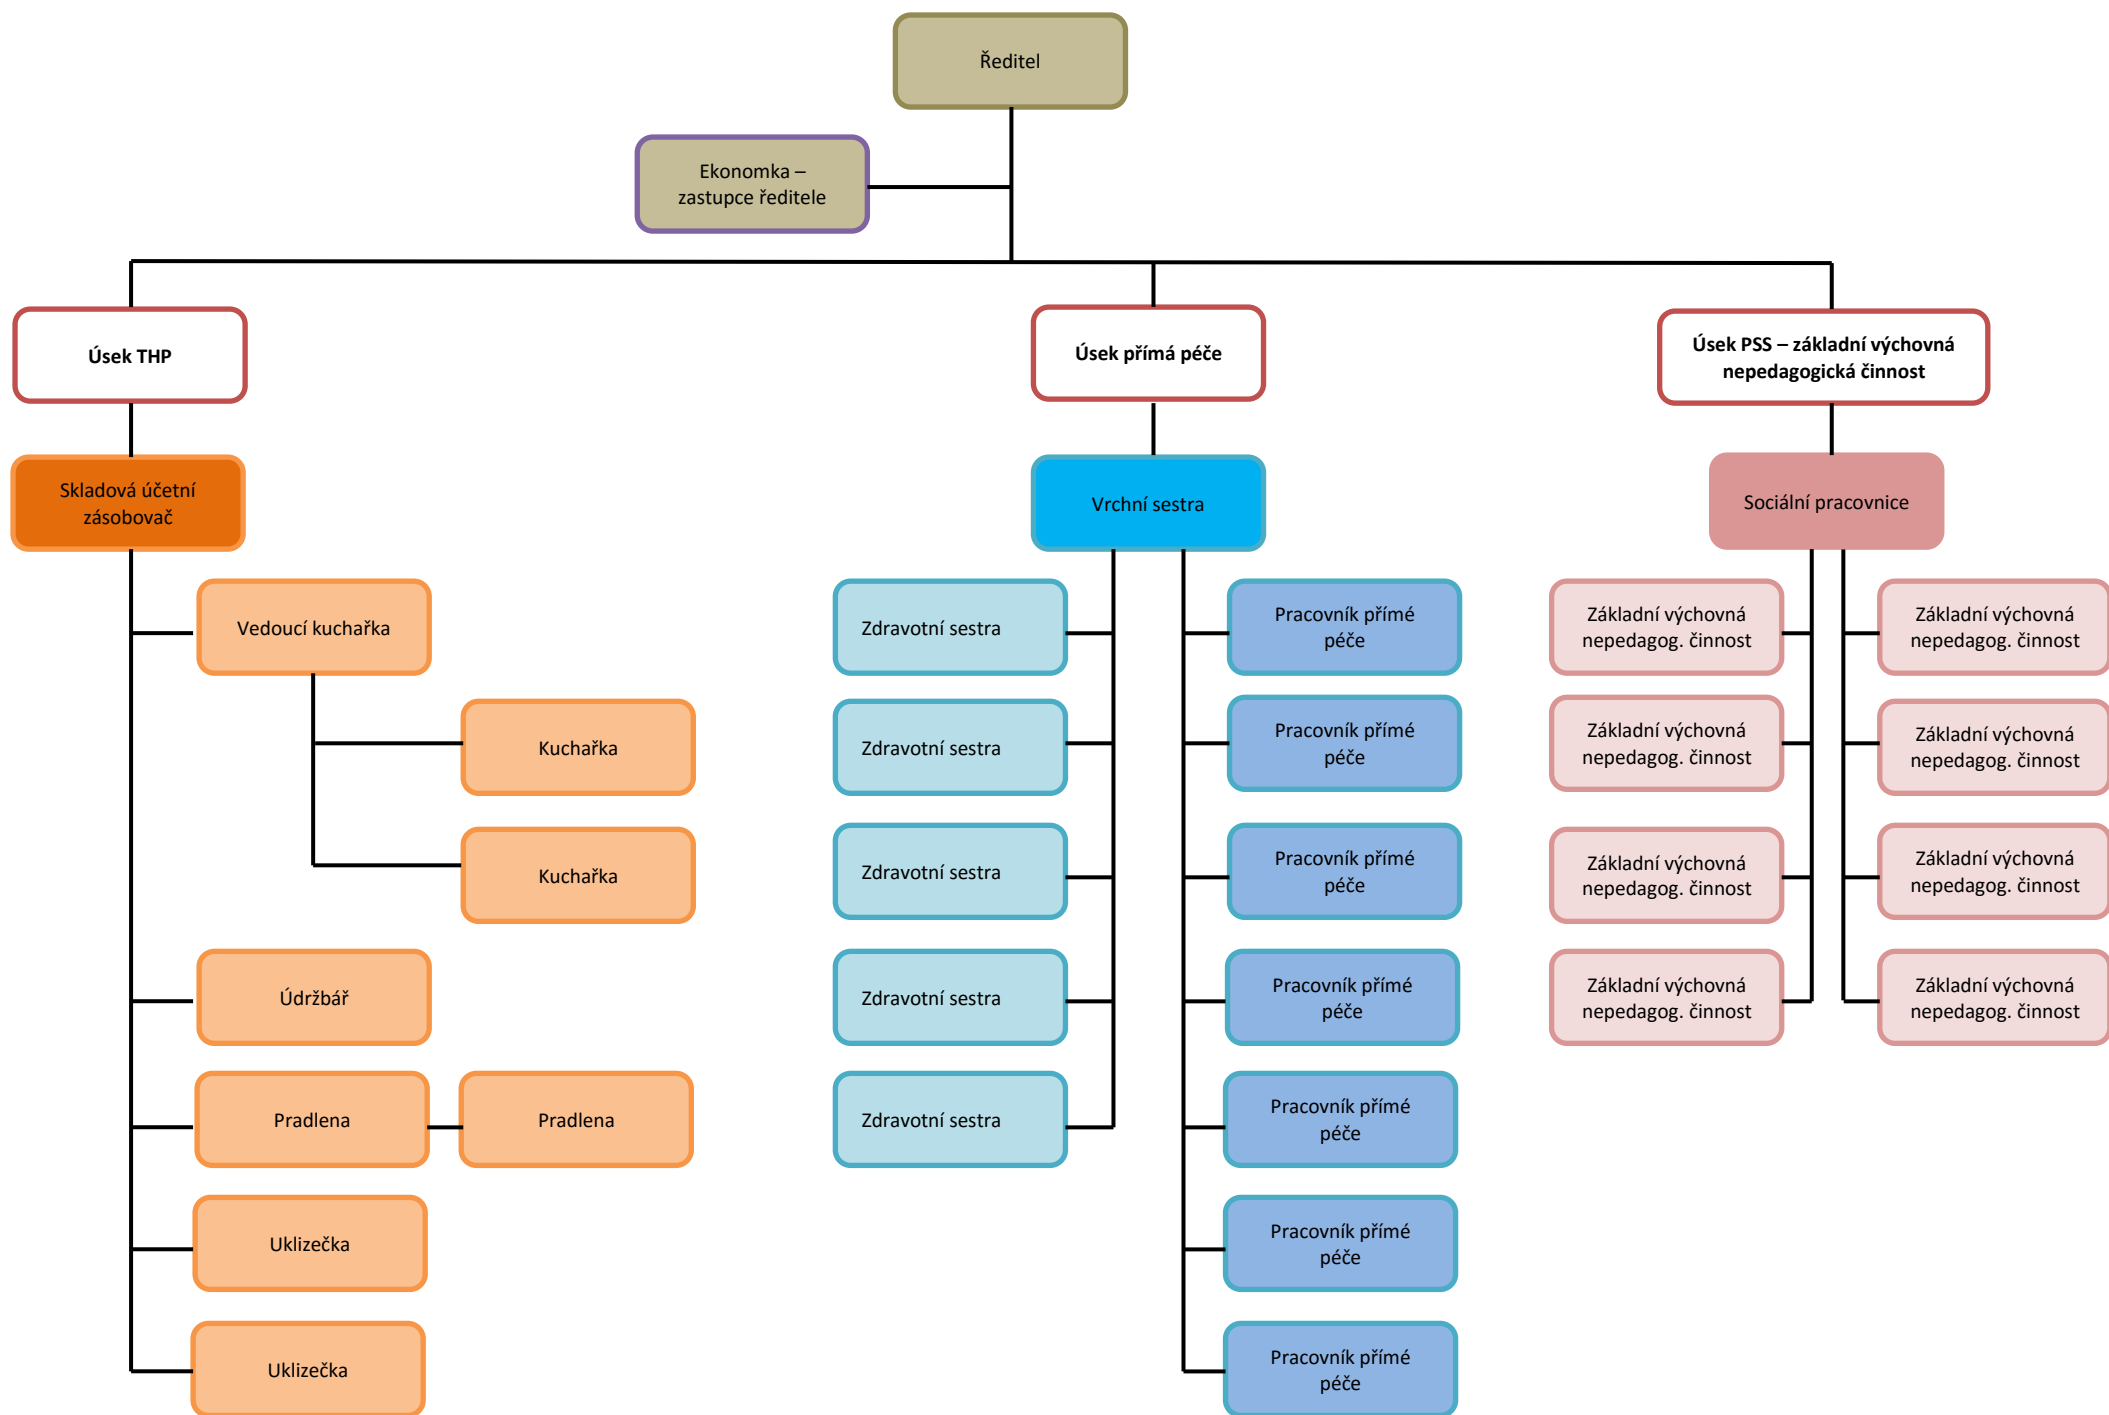 Ředitel
Ekonomka –
zastupce ředitele
Úsek THP
Úsek přímá péče
Úsek PSS – základní výchovná
nepedagogická činnost
Skladová účetní
zásobovač
Vrchní sestra
Sociální pracovnice
Vedoucí kuchařka
Zdravotní sestra
Pracovník přímé
péče
Základní výchovná
nepedagog. činnost
Základní výchovná
nepedagog. činnost
Kuchařka
Zdravotní sestra
Pracovník přímé
péče
Základní výchovná
nepedagog. činnost
Základní výchovná
nepedagog. činnost
Kuchařka
Zdravotní sestra
Pracovník přímé
péče
Základní výchovná
nepedagog. činnost
Základní výchovná
nepedagog. činnost
Údržbář
Zdravotní sestra
Pracovník přímé
péče
Základní výchovná
nepedagog. činnost
Základní výchovná
nepedagog. činnost
Pradlena
Pradlena
Zdravotní sestra
Pracovník přímé
péče
Uklizečka
Pracovník přímé
péče
Uklizečka
Pracovník přímé
péče